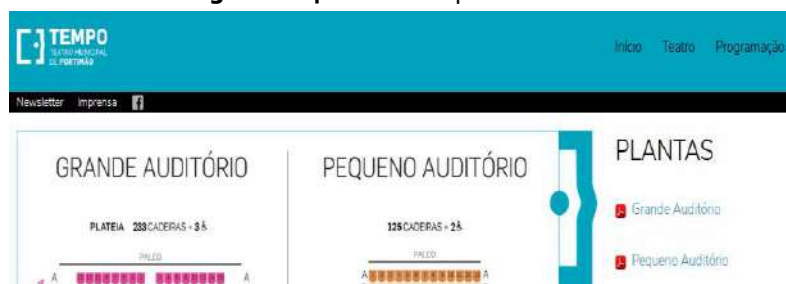 TEMPO
TEATRO MUNICIPAL
DE PORTIMÃO
Início Teatro Programação
Newsletter Imprensa
GRANDE AUDITÓRIO
PLATEIA 233 CADEIRAS + 3
PALCO
A A
PEQUENO AUDITÓRIO
125 CADEIRAS + 2
PALCO
A A
PLANTAS
Grande Auditório
Pequeno Auditório